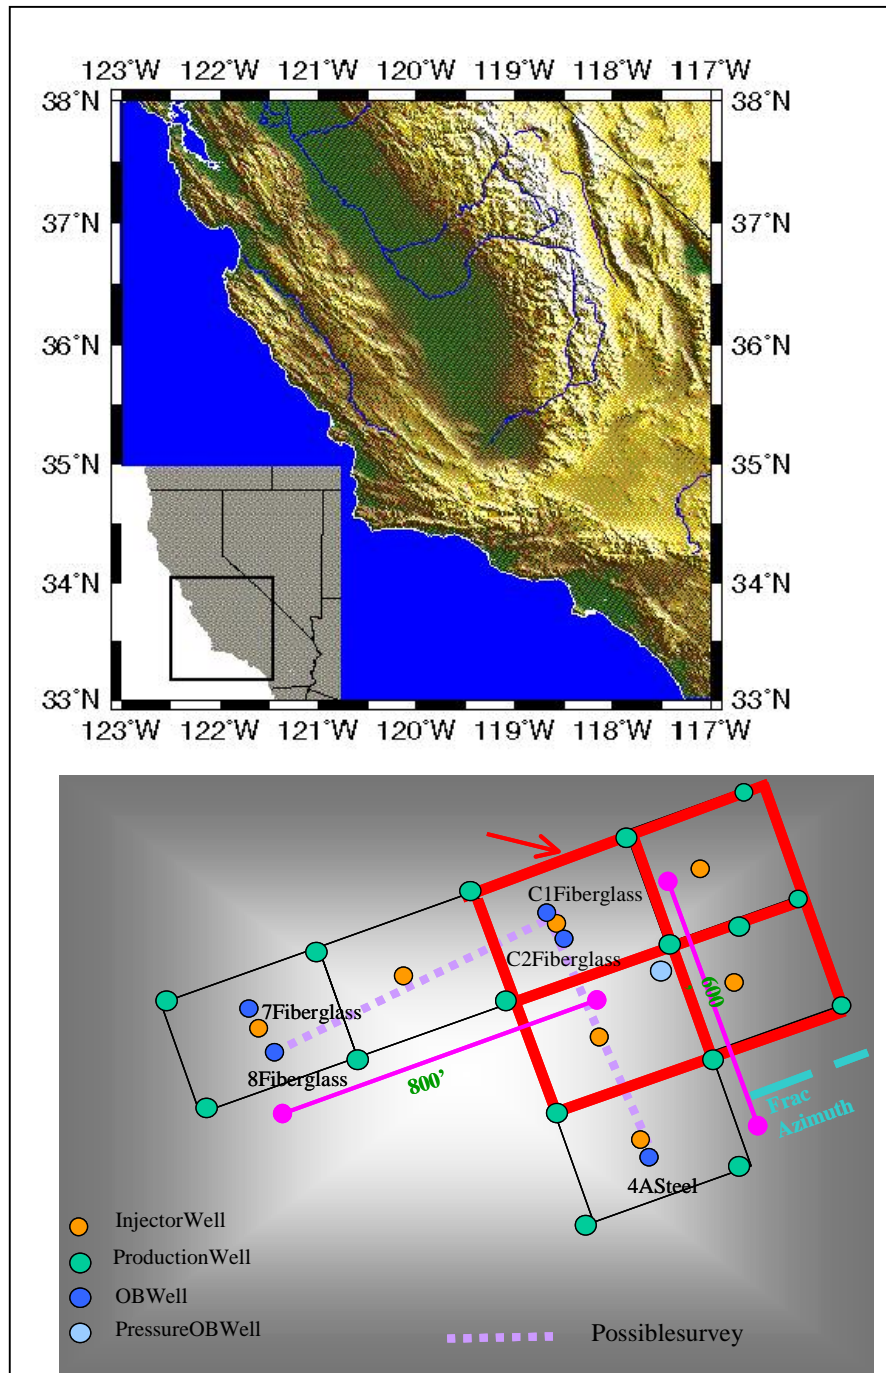 123°W 122°W 121°W 120°W 119°W 118°W 117°W
38°N 38°N
37°N 37°N
36°N 36°N
35°N 35°N
34°N 34°N
33°N 33°N
123°W 122°W 121°W 120°W 119°W 118°W 117°W
C1Fiberglass
C2Fiberglass
7Fiberglass
600
8Fiberglass
800’
Frac
Azimuth
4ASteel
InjectorWell
ProductionWell
OBWell
PressureOBWell
Possiblesurvey